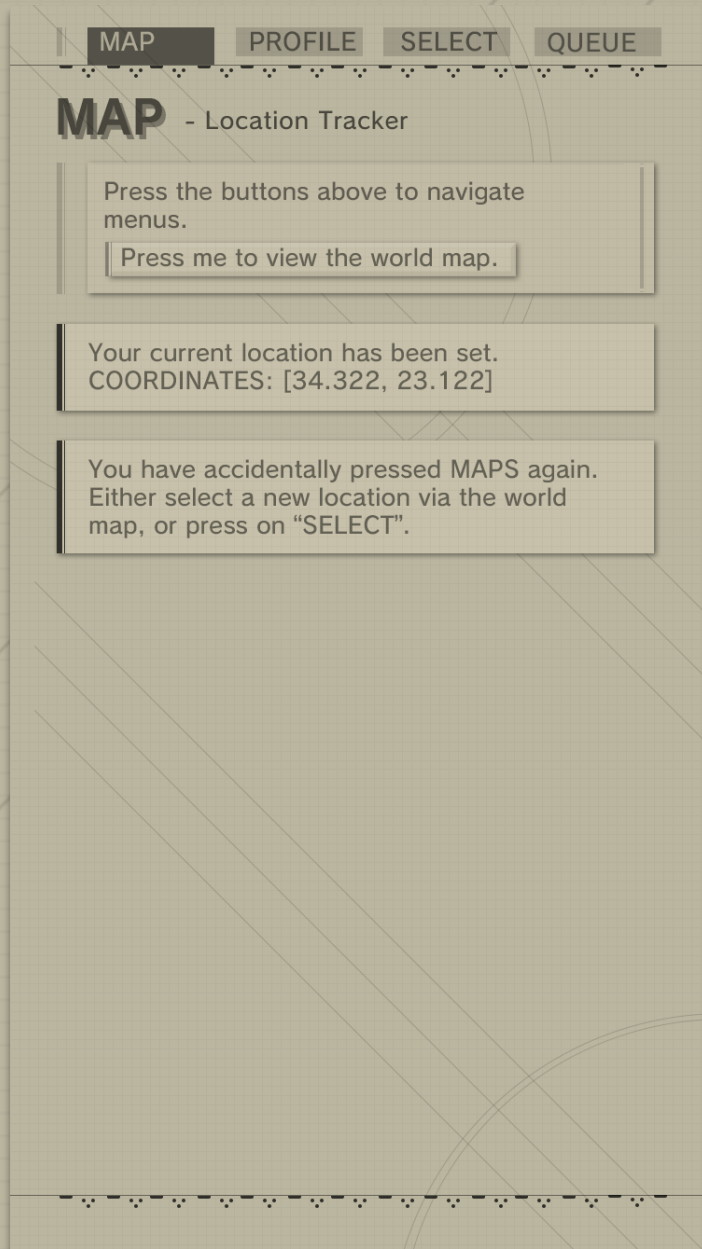 MAP PROFILE SELECT QUEUE
MAP - Location Tracker
Press the buttons above to navigate
menus.
Press me to view the world map.
Your current location has been set.
COORDINATES: [34.322, 23.122]
You have accidentally pressed MAPS again.
Either select a new location via the world
map, or press on “SELECT”.